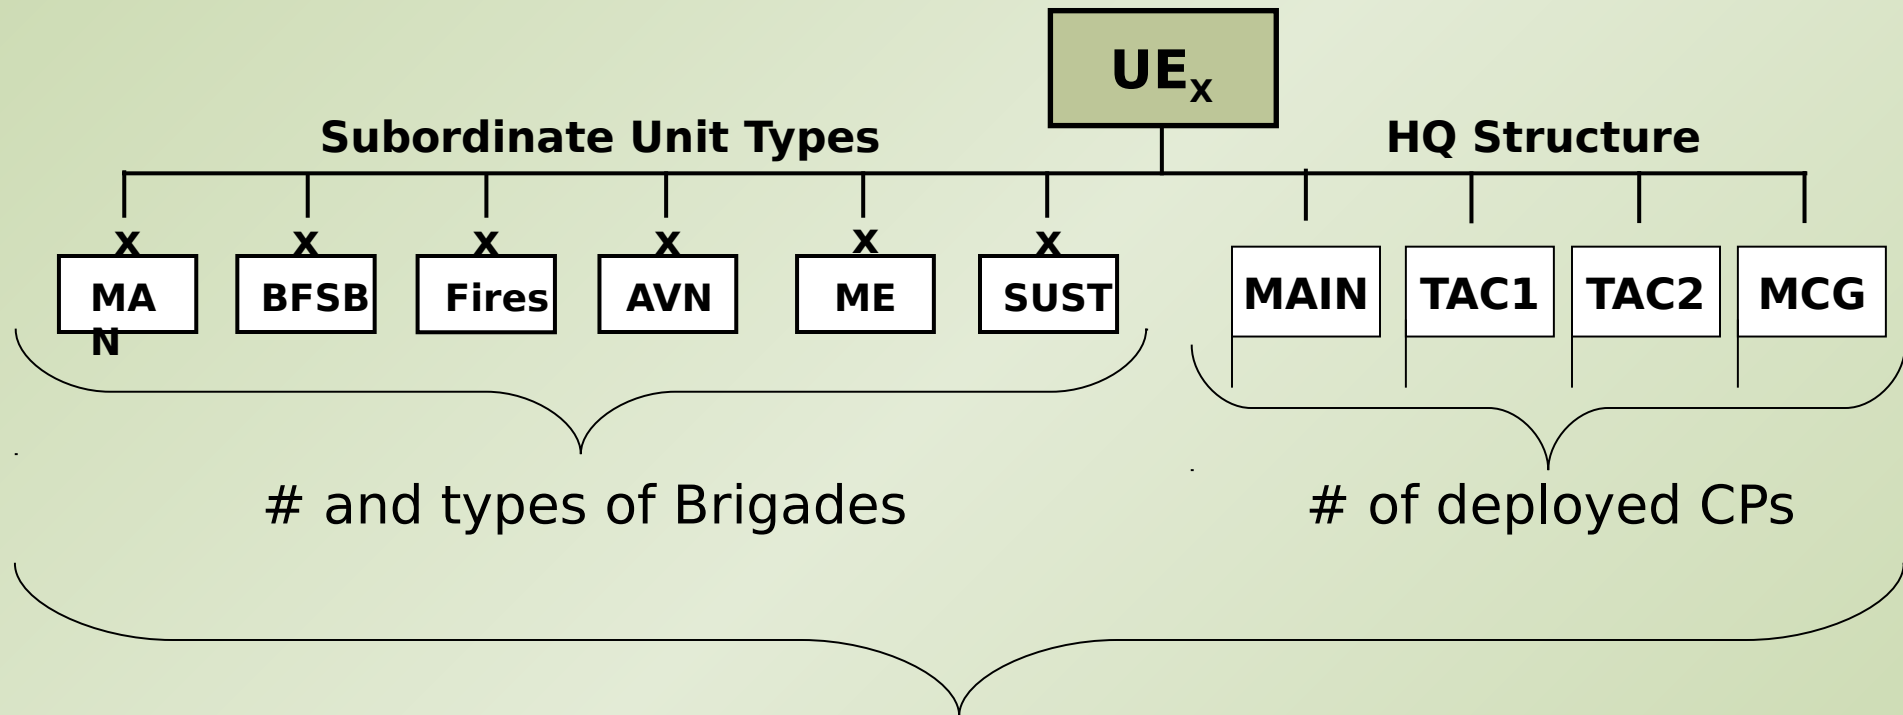 UEX
Subordinate Unit Types
HQ Structure
X X X X X X
MA
N
BFSB
Fires
AVN
ME
SUST
MAIN
TAC1
TAC2
MCG
# and types of Brigades
# of deployed CPs